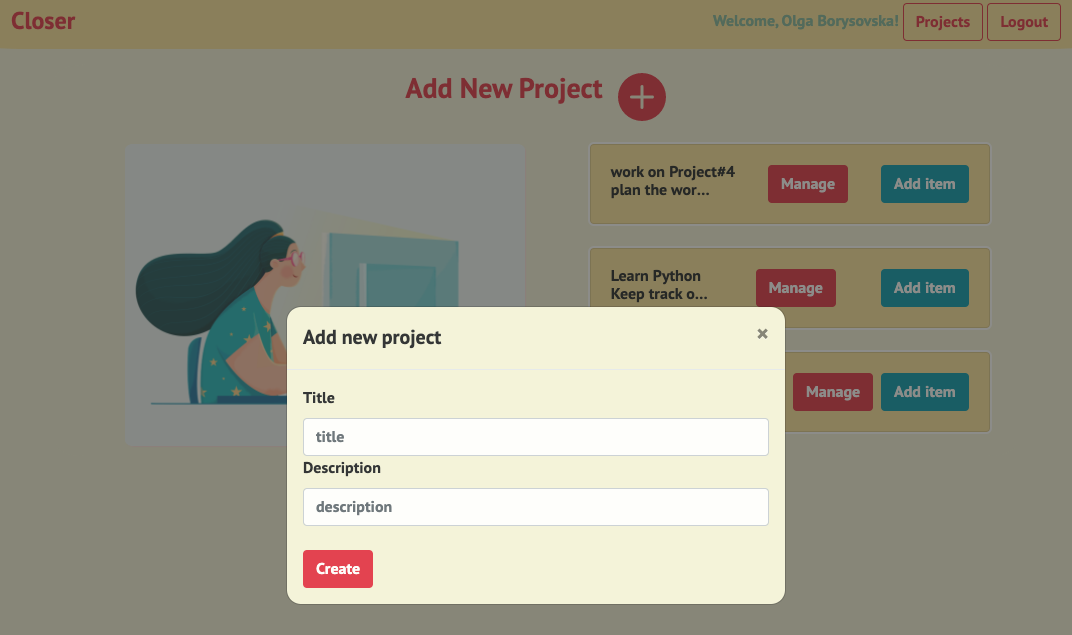 Closer
Welcome, Olga Borysovska!
Projects
Logout
Add New Project
work on Project#4
plan the wor...
Manage
Add item
Learn Python
Keep track o...
Manage
Add item
Manage
Add item
Add new project
×
Title
title
Description
description
Create